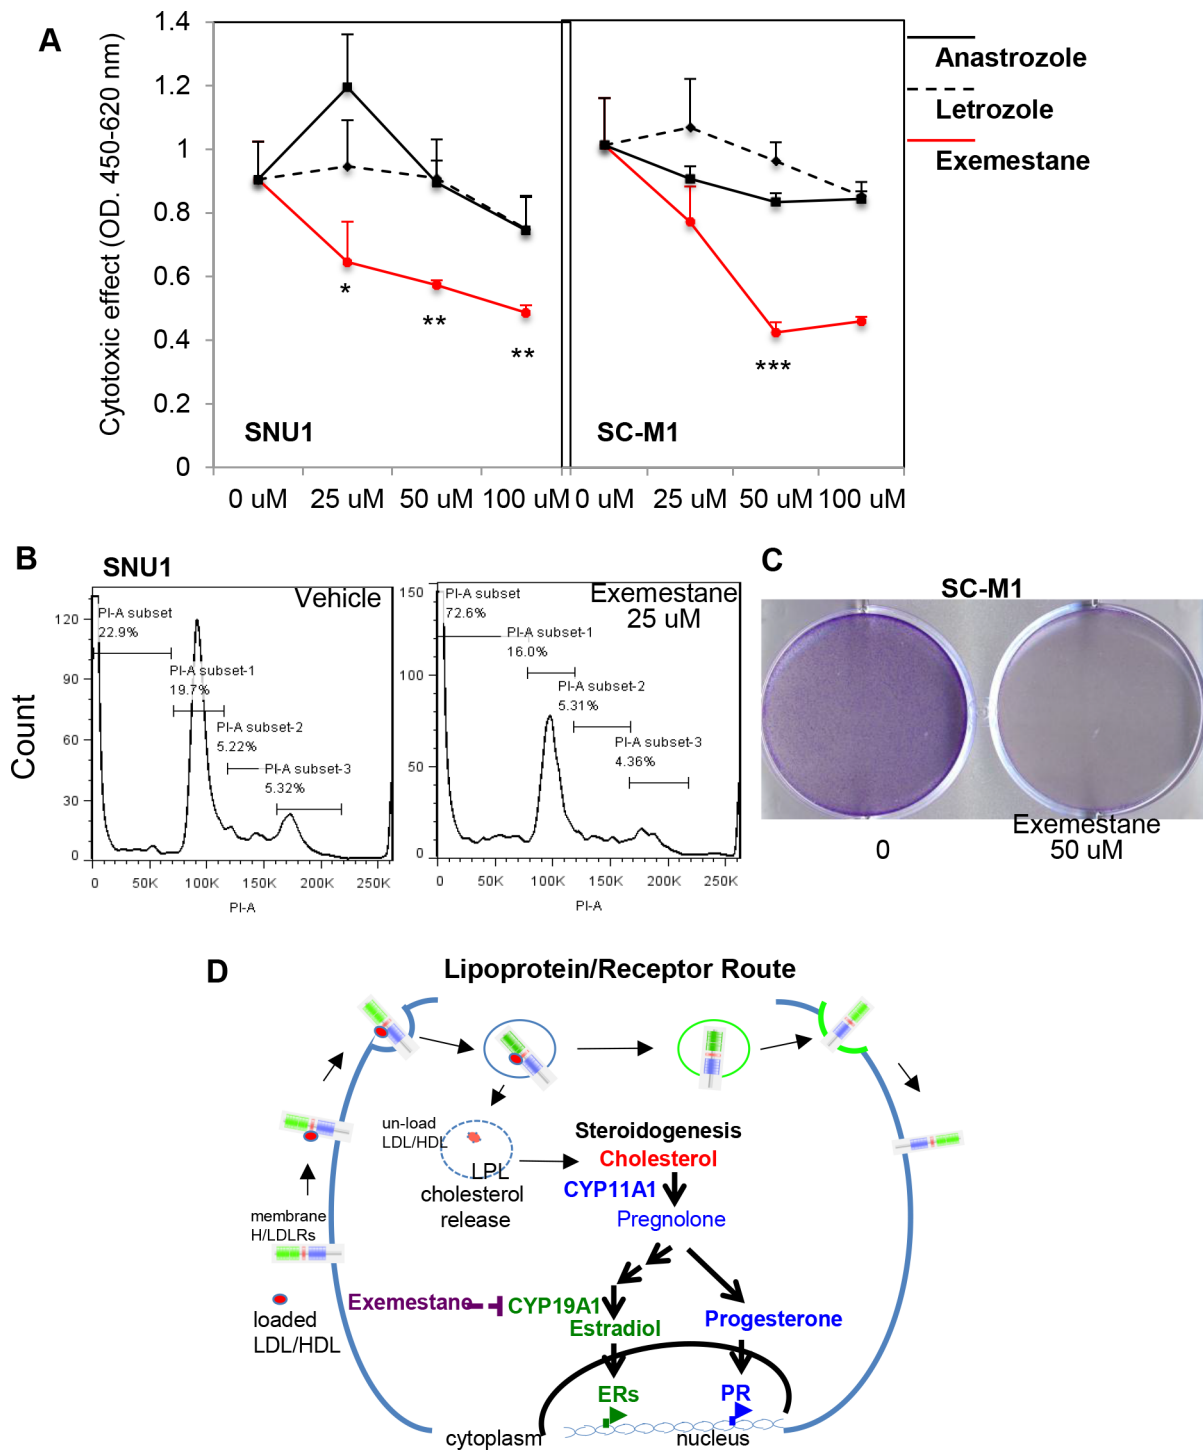 A
Cytotoxic effect (OD. 450-620 nm)
1.4
1.2
1
0.8
0.6
0.4
0.2
0
*
**
**
SNU1
0 uM
25 uM
50 uM
100 uM
***
SC-M1
0 uM
25 uM
50 uM
100 uM
Anastrozole
Letrozole
Exemestane
B
SNU1
Count
Vehicle
PI-A subset
22.9%
PI-A subset-1
19.7%
PI-A subset-2
5.22%
PI-A subset-3
5.32%
120
90
60
30
0
0
50K
100K
150K
200K
250K
PI-A
Exemestane
25 uM
PI-A subset
72.6%
PI-A subset-1
16.0%
PI-A subset-2
5.31%
PI-A subset-3
4.36%
150
100
50
0
0
50K
100K
150K
200K
250K
PI-A
C
SC-M1
0
Exemestane
50 uM
D
Lipoprotein/Receptor Route
un-load
LDL/HDL
LPL
cholesterol
release
membrane
H/LDLRs
loaded
LDL/HDL
Steroidogenesis
Cholesterol
CYP11A1
Pregnolone
Exemestane
CYP19A1
Estradiol
Progesterone
ERs
PR
cytoplasm
nucleus